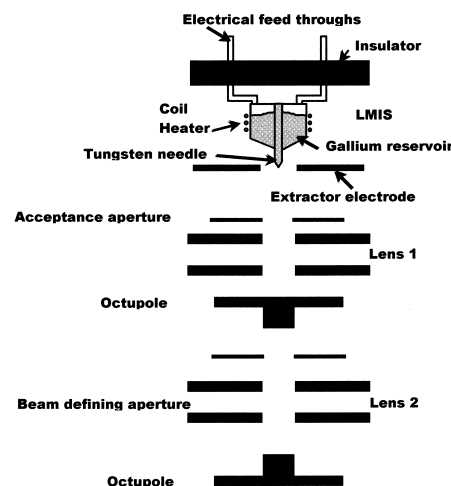 Electrical feed throughs
Insulator
Coil
Heater
LMIS
Gallium reservoir
Tungsten needle
Extractor electrode
Acceptance aperture
Lens 1
Octupole
Beam defining aperture
Lens 2
Octupole